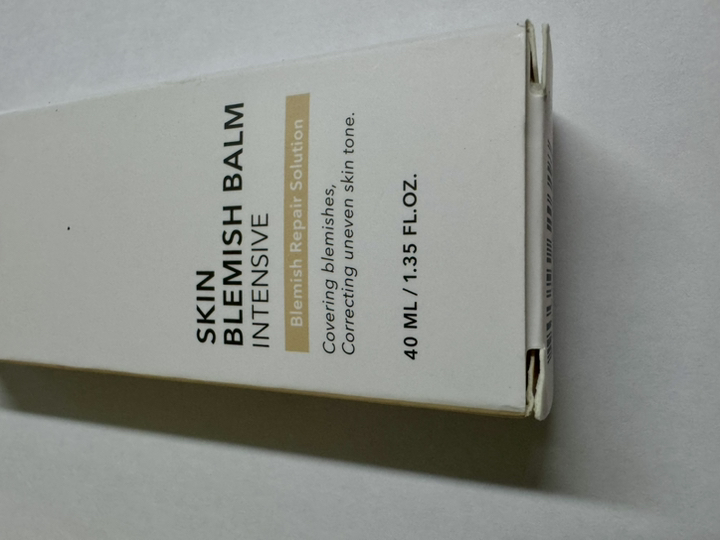 SKIN
BLEMISH BALM
INTENSIVE
Blemish Repair Solution
Covering blemishes,
Correcting uneven skin tone.
40 ML / 1.35 FL.OZ.